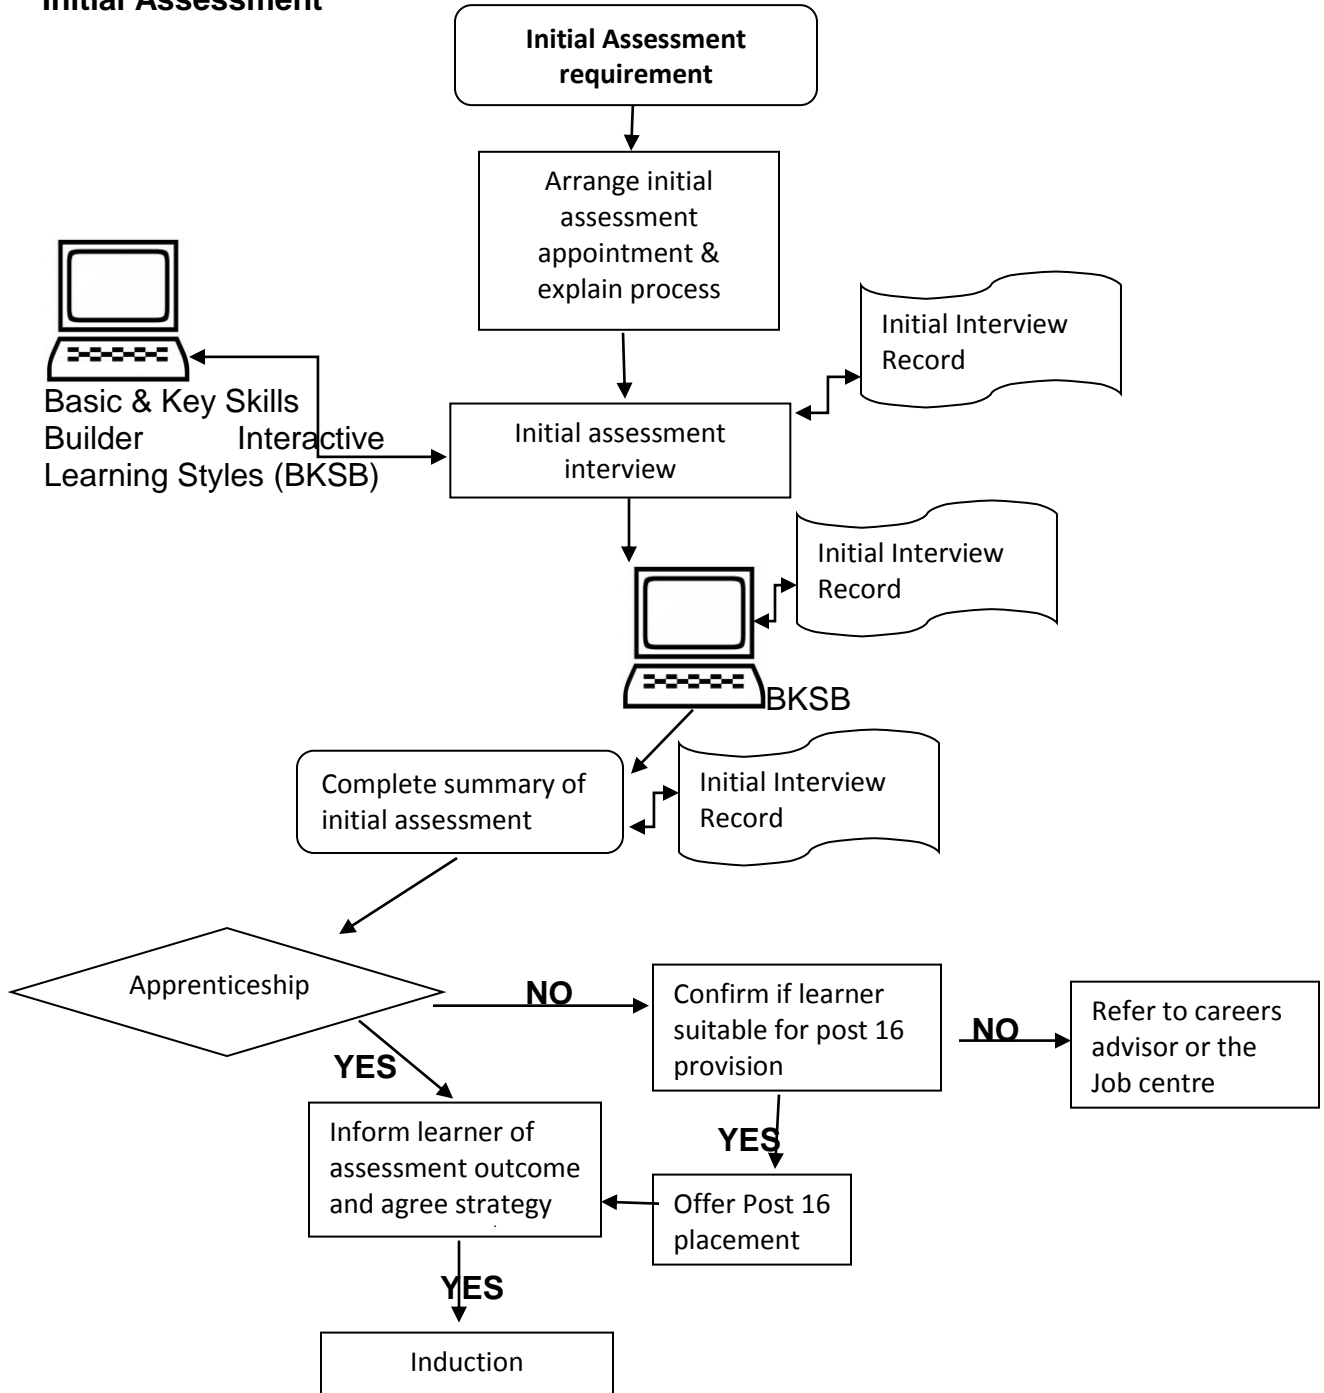 Initial Assessment
Initial Assessment
requirement
Arrange initial
assessment
appointment &
explain process
Initial Interview
Record
Basic & Key Skills
Builder Interactive
Learning Styles (BKSB)
Initial assessment
interview
Initial Interview
Record
BKSB
Complete summary of
initial assessment
Initial Interview
Record
Apprenticeship
NO
Confirm if learner
suitable for post 16
provision
NO
Refer to careers
advisor or the
Job centre
YES
Inform learner of
assessment outcome
and agree strategy
YES
Offer Post 16
placement
YES
Induction